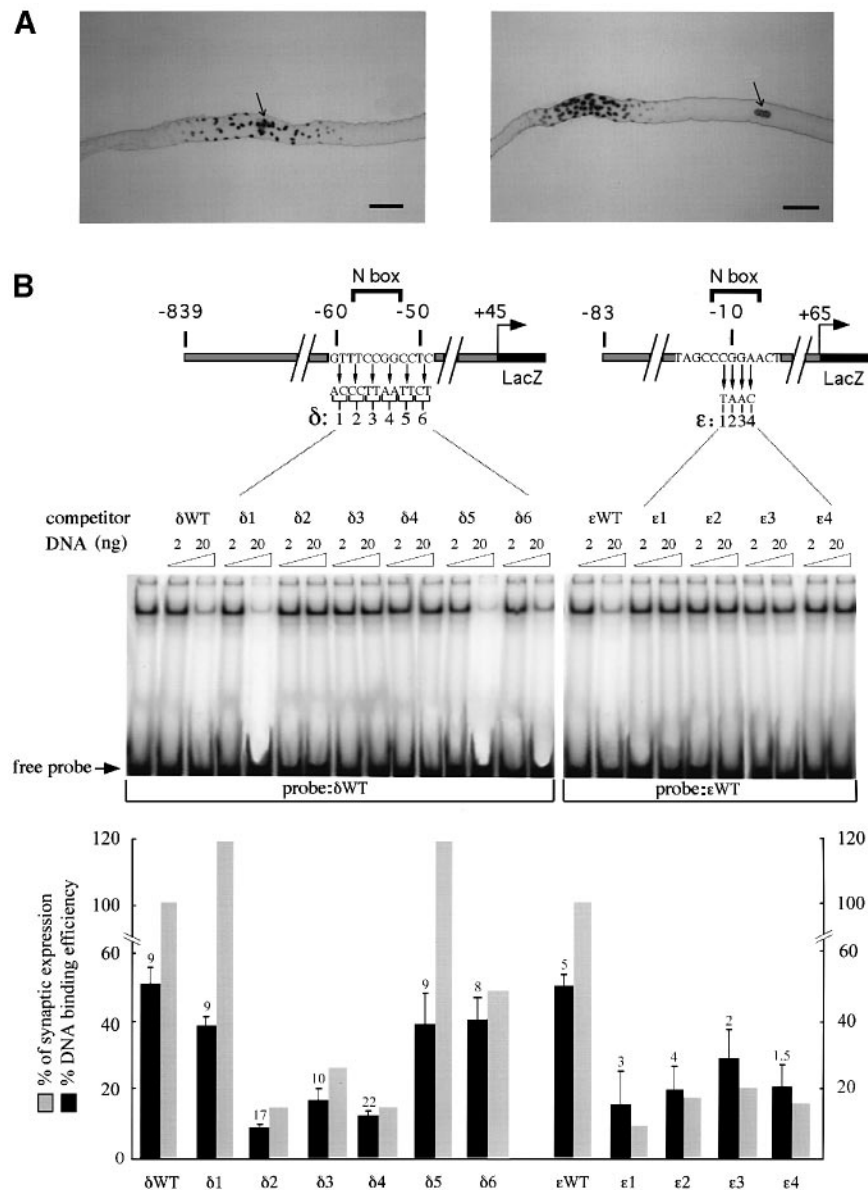 A
B
N box
N box
-839
-60
-50
+45
-83
-10
+65
GTTTCCGGCCTC
TAGCCCGGAACT
LacZ
LacZ
ACCCTTAATTCT
TAAC
δ: 1 2 3 4 5 6
ε: 1234
competitor δWT δ1 δ2 δ3 δ4 δ5 δ6 εWT ε1 ε2 ε3 ε4
DNA (ng) 2 20 2 20 2 20 2 20 2 20 2 20 2 20 2 20 2 20 2 20 2 20 2 20
free probe
probe:δWT
probe:εWT
% of synaptic expression
% DNA binding efficiency
120
100
60
40
20
0
120
100
60
40
20
9 9 17 10 22 9 8 5 3 4 2 1.5
δWT δ1 δ2 δ3 δ4 δ5 δ6 εWT ε1 ε2 ε3 ε4